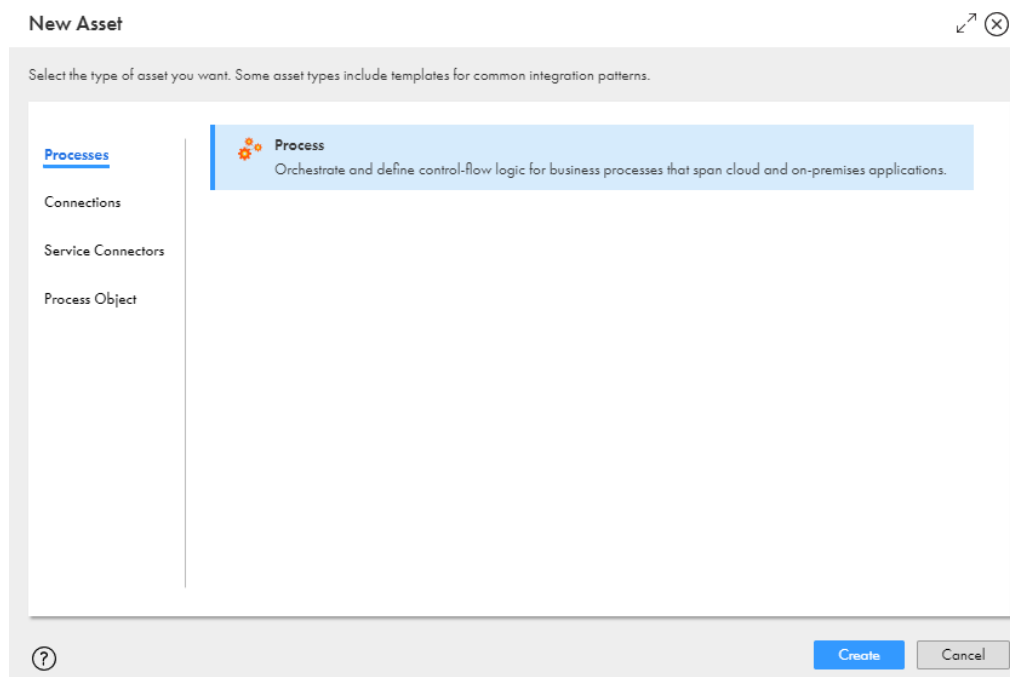 New Asset
Select the type of asset you want. Some asset types include templates for common integration patterns.
Processes
Connections
Service Connectors
Process Object
Process
Orchestrate and define control-flow logic for business processes that span cloud and on-premises applications.
?
Create
Cancel